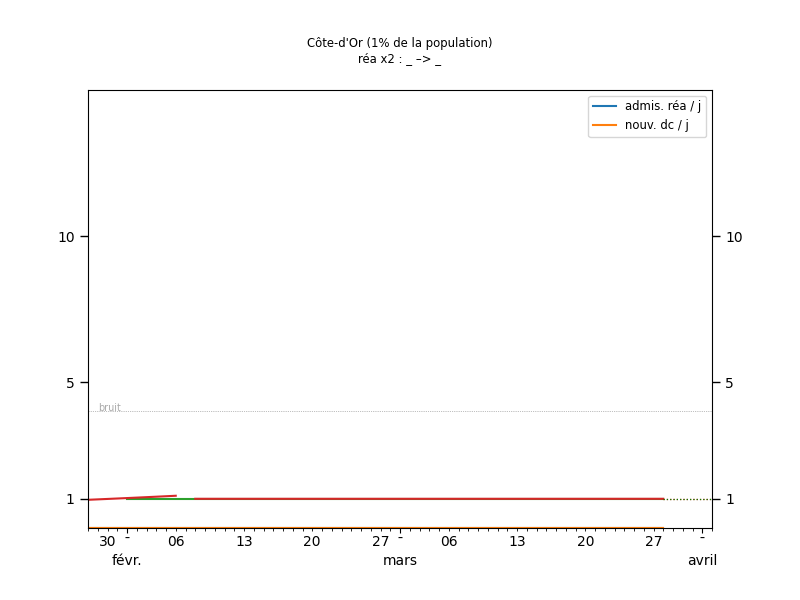 Côte-d'Or (1% de la population)
réa x2 : _ –> _
admis. réa / j
nouv. dc / j
10 10
5 5
bruit
1 1
30 - 06 13 20 27 - 06 13 20 27 -
févr. mars avril